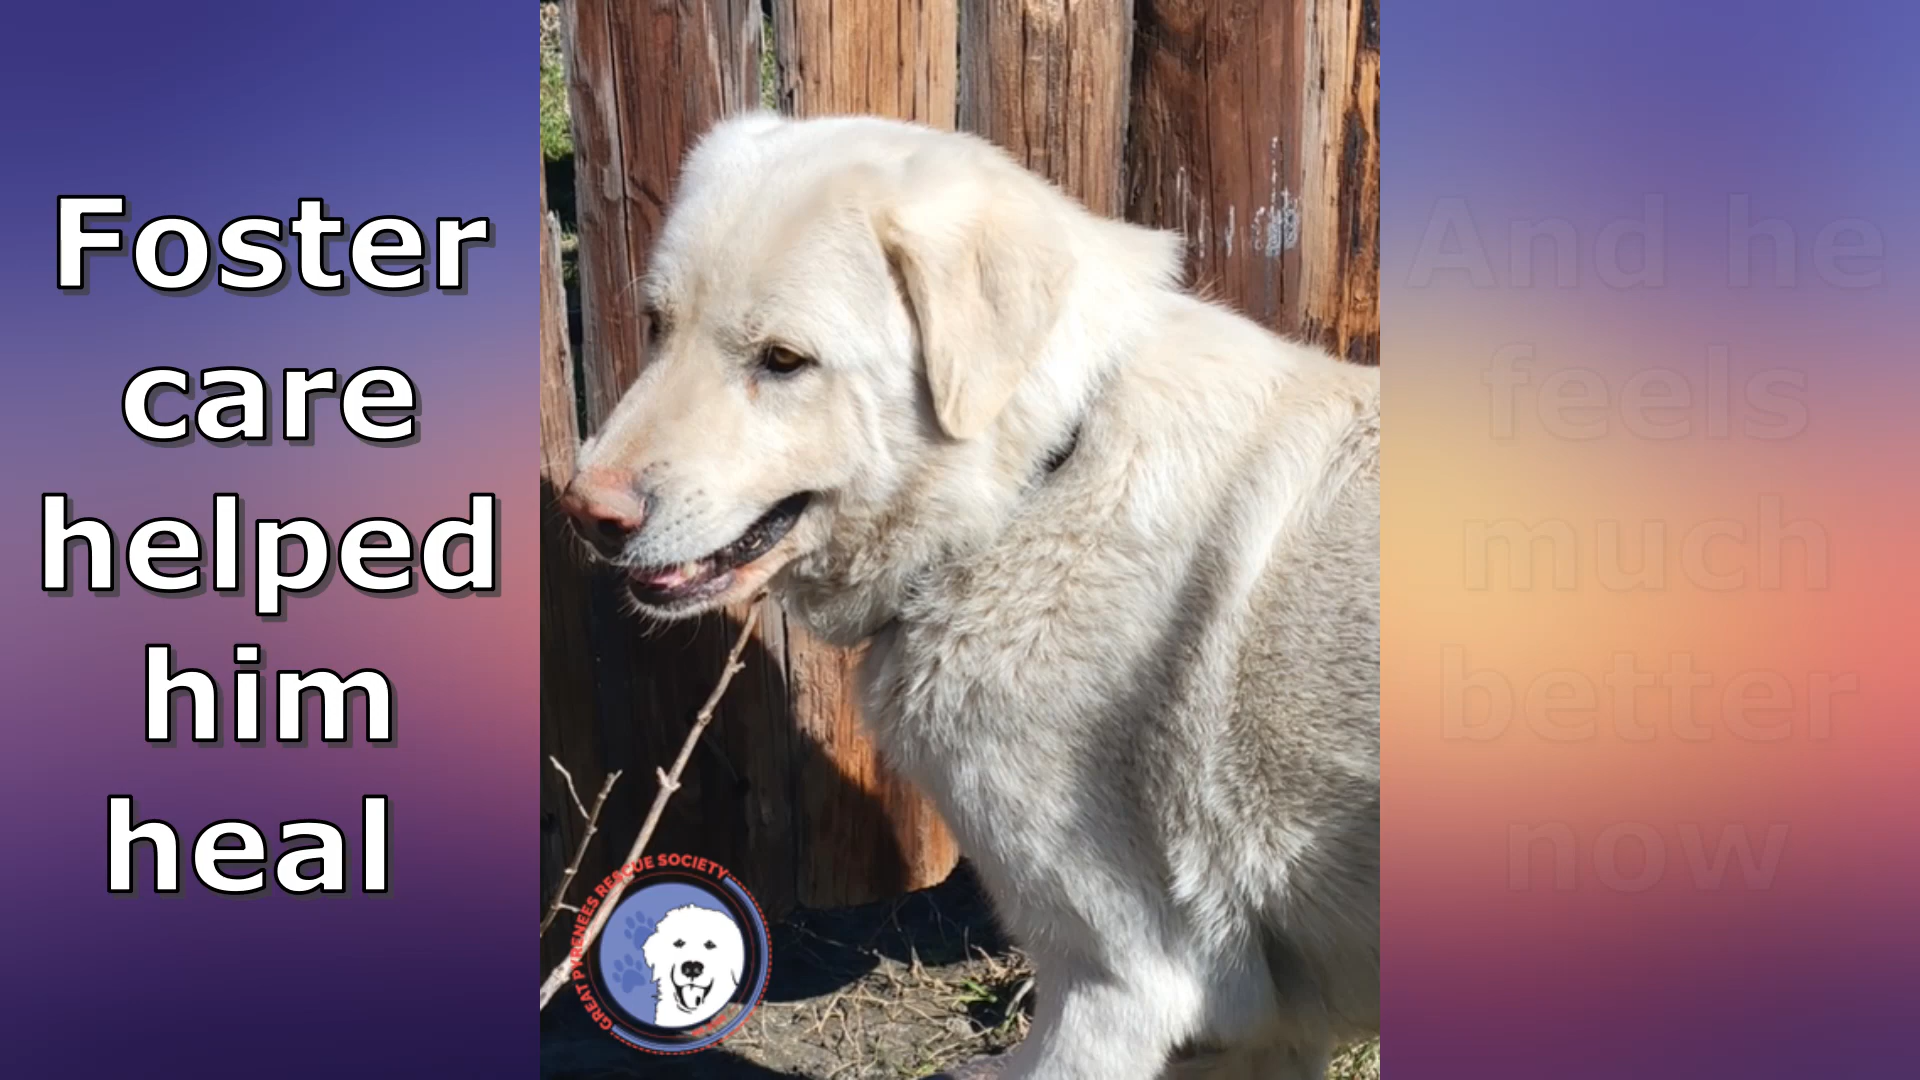 Foster
care
helped
him
heal
And he
feels
much
better
now
GREAT PYRENEES RESCUE SOCIETY